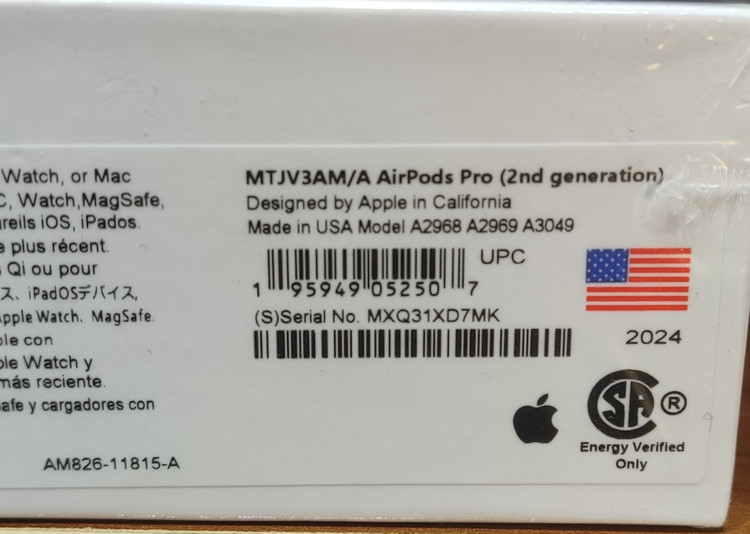 Watch, or Mac
C, Watch,MagSafe,
ureils iOS, iPados.
e plus récent.
Qi ou pour
ス、iPadOSデバイス,
Apple Watch、MagSafe.
ble con
ple Watch y
más reciente.
afe y cargadores con
AM826-11815-A
MTJV3AM/A AirPods Pro (2nd generation)
Designed by Apple in California
Made in USA Model A2968 A2969 A3049
UPC
1 95949 05250 7
(S)Serial No. MXQ31XD7MK
2024
SA ®
Energy Verified
Only